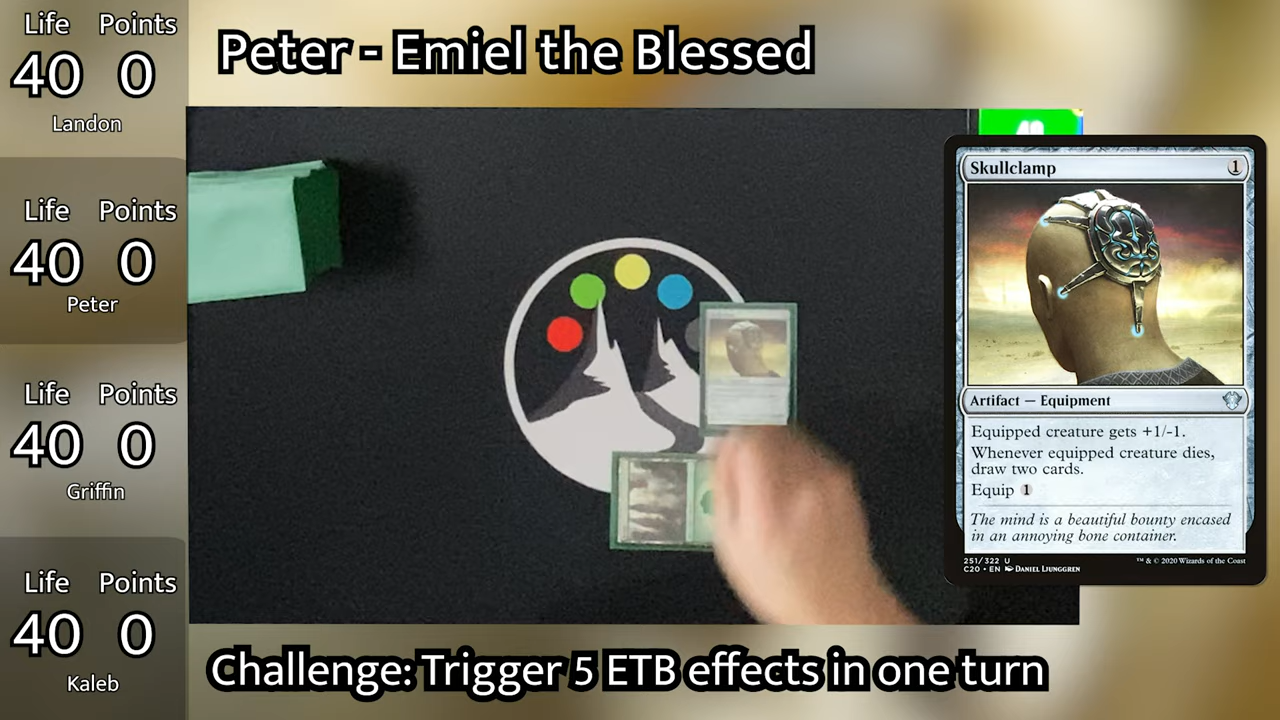 Life Points
40 0
Landon
Life Points
40 0
Peter
Life Points
40 0
Griffin
Life Points
40 0
Kaleb
Peter - Emiel the Blessed
Skullclamp 1
Artifact — Equipment
Equipped creature gets +1/-1.
Whenever equipped creature dies,
draw two cards.
Equip 1
The mind is a beautiful bounty encased
in an annoying bone container.
251/322 U
C20 • EN Daniel Ljunggren
™ & © 2020 Wizards of the Coast
Challenge: Trigger 5 ETB effects in one turn